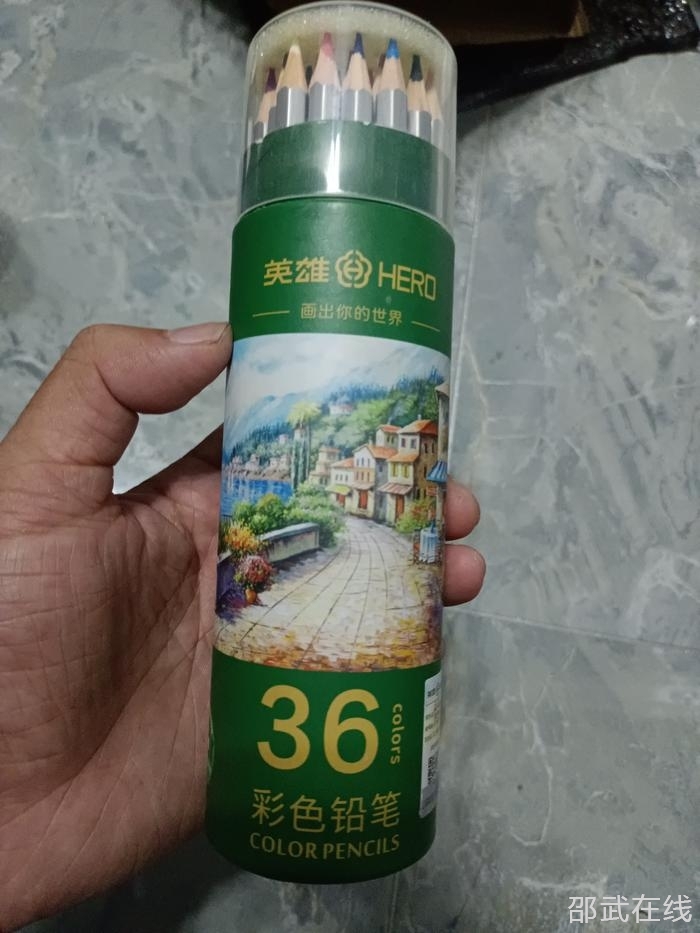 英雄 HERO
画出你的世界
36 colors
彩色铅笔
COLOR PENCILS
邵武在线